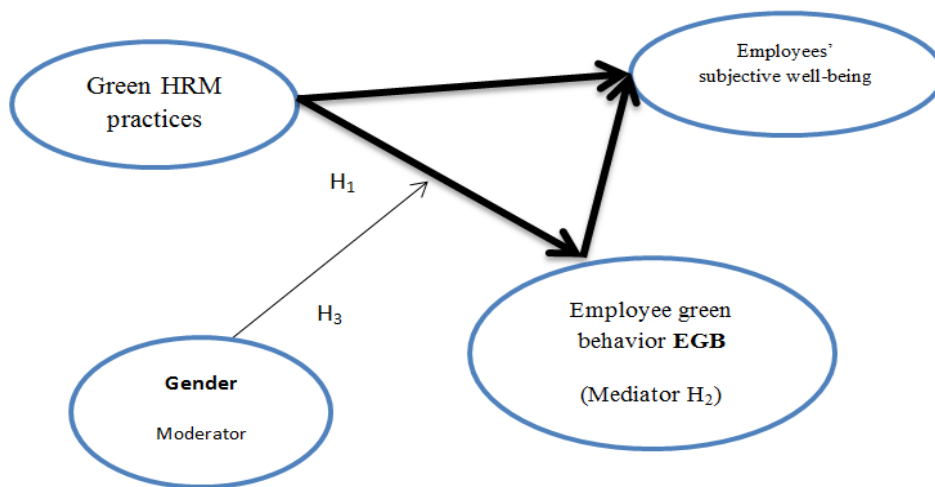 Green HRM
practices
Employees’
subjective well-being
H₁
H₃
Employee green
behavior EGB
(Mediator H₂)
Gender
Moderator